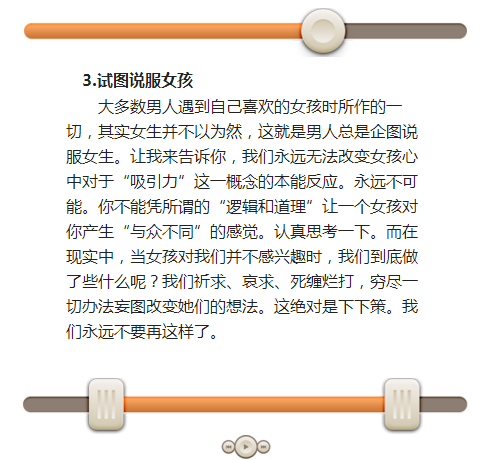 3.试图说服女孩
大多数男人遇到自己喜欢的女孩时所作的一
切，其实女生并不以为然，这就是男人总是企图说
服女生。让我来告诉你，我们永远无法改变女孩心
中对于“吸引力”这一概念的本能反应。永远不可
能。你不能凭所谓的“逻辑和道理”让一个女孩对
你产生“与众不同”的感觉。认真思考一下。而在
现实中，当女孩对我们并不感兴趣时，我们到底做
了些什么呢？我们祈求、哀求、死缠烂打，穷尽一
切办法妄图改变她们的想法。这绝对是下下策。我
们永远不要再这样了。